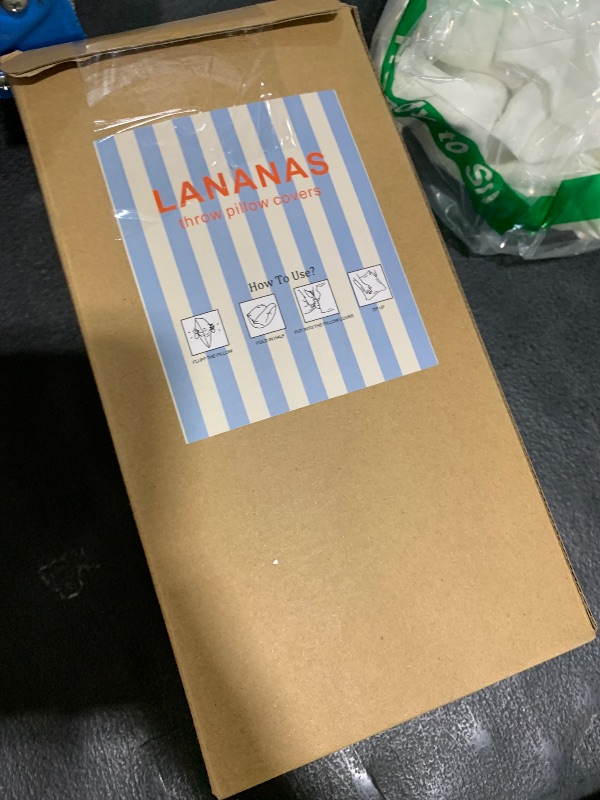 LANANAS
throw pillow covers
How To Use?
FLUFF THE PILLOW
FOLD IN HALF
PUT INTO THE PILLOW COVER
ZIP UP
to